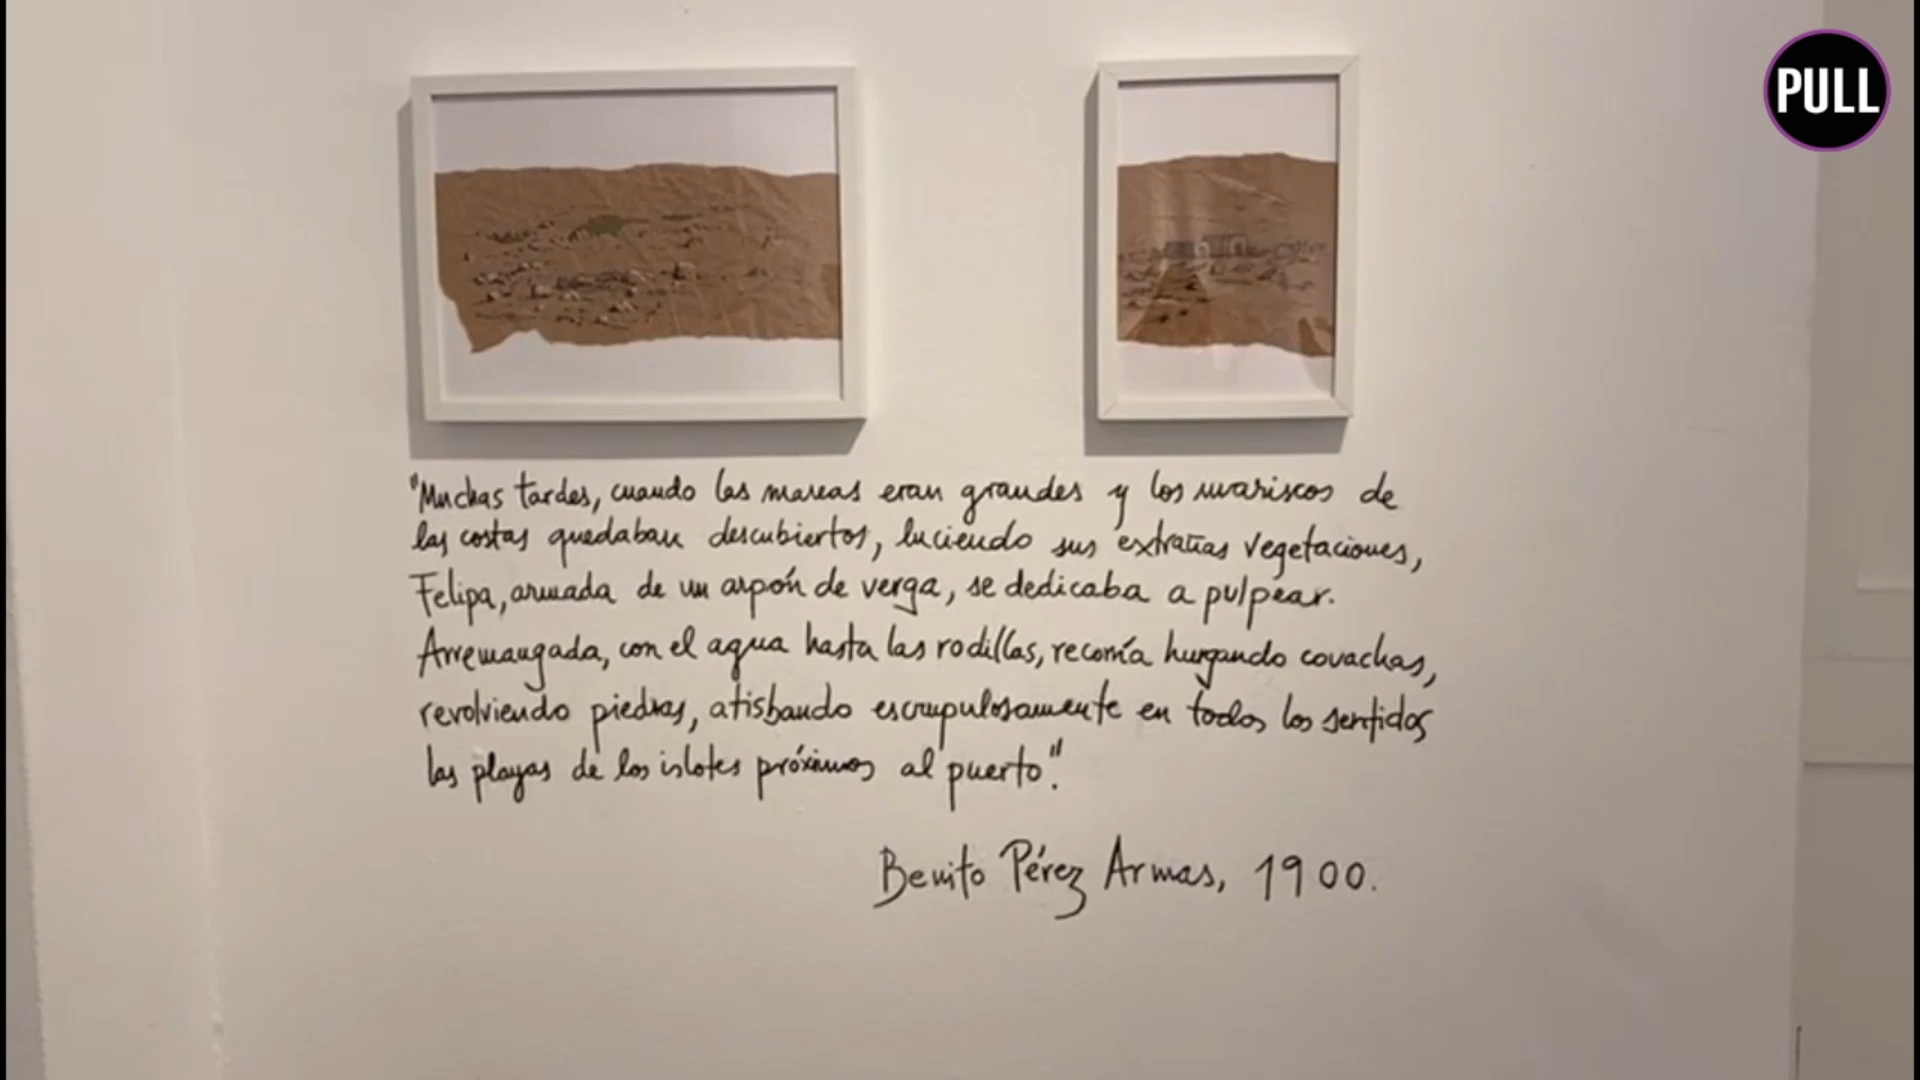 PULL
"Muchas tardes, cuando las mareas eran grandes y los mariscos de
las costas quedaban descubiertos, luciendo sus extrañas vegetaciones,
Felipa, armada de un arpón de verga, se dedicaba a pulpear.
Arremangada, con el agua hasta las rodillas, recorría hurgando covachas,
revolviendo piedras, atisbando escrupulosamente en todos los sentidos
las playas de los islotes próximos al puerto".
Benito Pérez Armas, 1900.